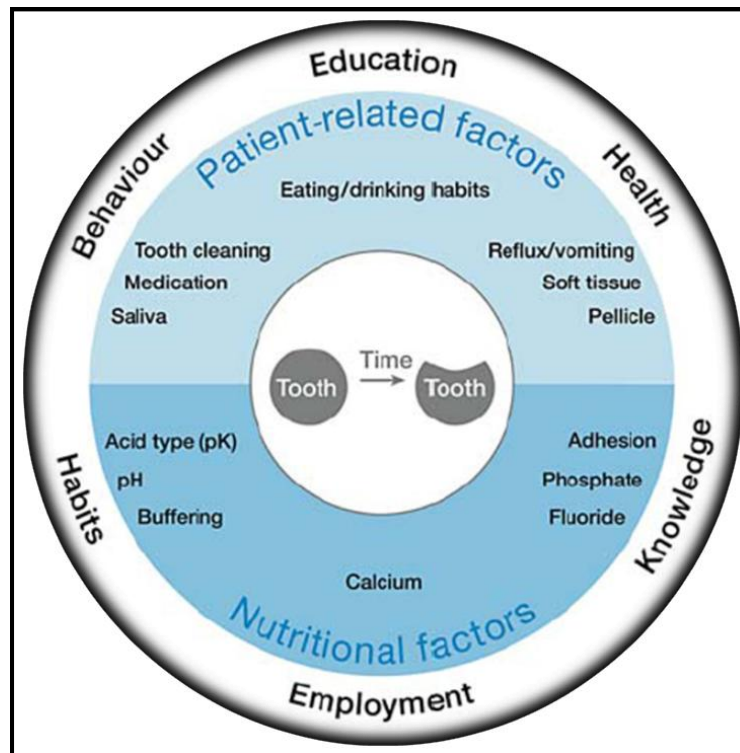 Education
Behaviour
Health
Patient-related factors
Eating/drinking habits
Tooth cleaning
Medication
Saliva
Reflux/vomiting
Soft tissue
Pellicle
Time
Tooth
Tooth
Acid type (pK)
pH
Buffering
Adhesion
Phosphate
Fluoride
Calcium
Nutritional factors
Habits
Knowledge
Employment